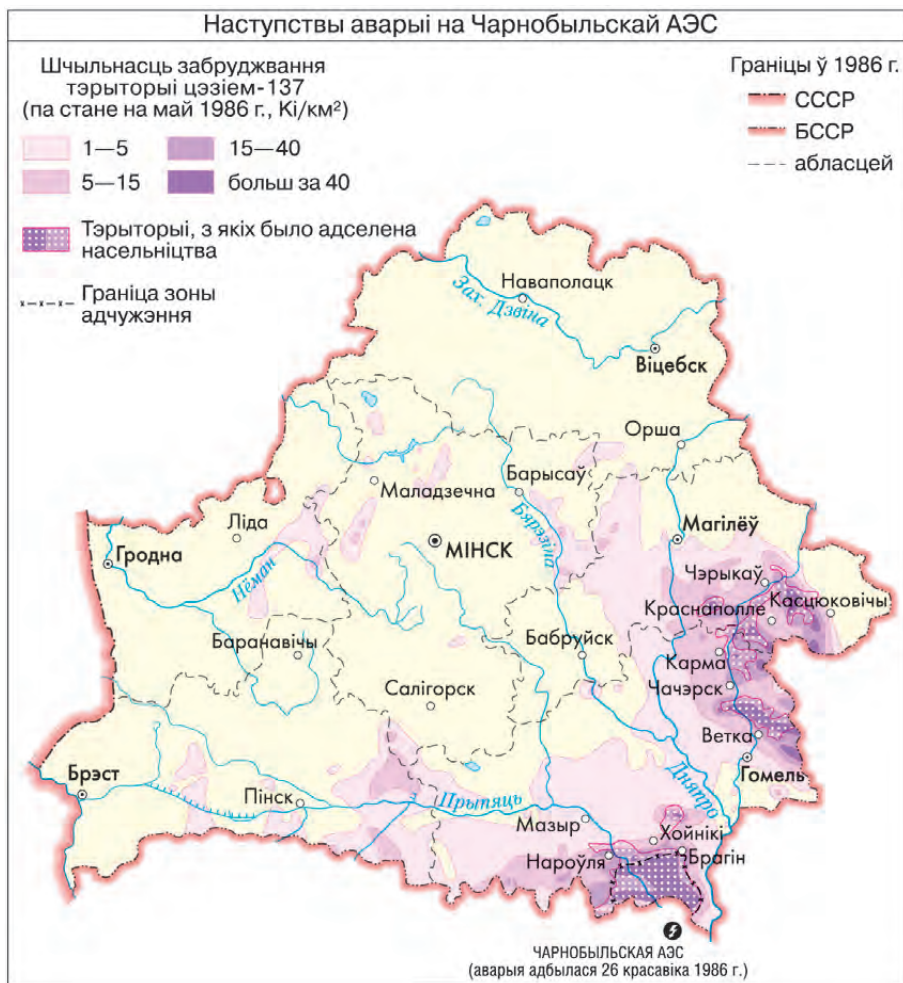 Наступствы аварыі на Чарнобыльскай АЭС
Шчыльнасць забруджвання
тэрыторыі цэзіем-137
(па стане на май 1986 г., Кі/км²)
1—5
15—40
5—15
больш за 40
Тэрыторыі, з якіх было адселена
насельніцтва
Граніца зоны
адчужэння
Граніцы ў 1986 г.
СССР
БССР
абласцей
Наваполацк
Зах. Дзвіна
Віцебск
Орша
Барысаў
Маладзечна
Бярэзіна
Магілёў
Ліда
МІНСК
Гродна
Нёман
Чэрыкаў
Касцюковічы
Краснаполле
Баранавічы
Бабруйск
Карма
Чачэрск
Салігорск
Ветка
Брэст
Гомель
Дняпро
Пінск
Прыпяць
Мазыр
Хойнікі
Нароўля
Брагін
ЧАРНОБЫЛЬСКАЯ АЭС
(аварыя адбылася 26 красавіка 1986 г.)